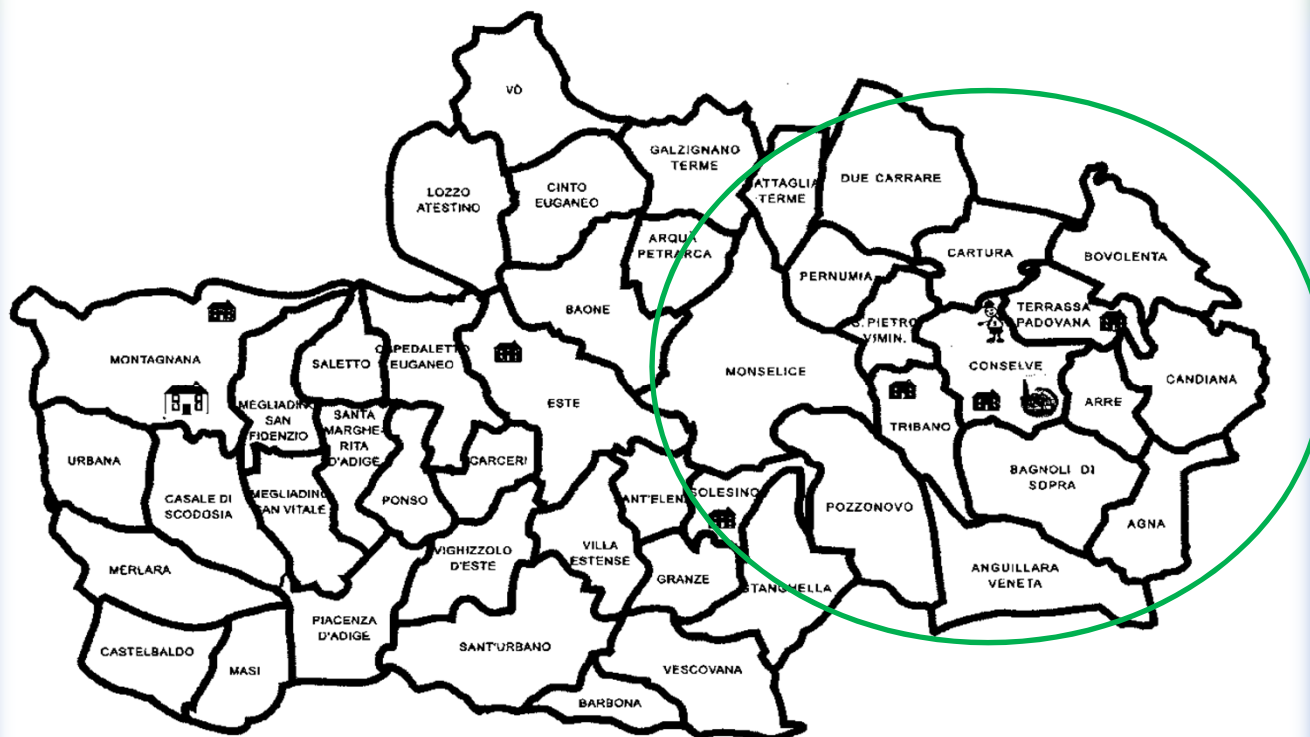 VÒ
GALZIGNANO
TERME
ATTAGLIA
TERME
DUE CARRARE
LOZZO
ATESTINO
CINTO
EUGANEO
ARQUÀ
PETRARCA
CARTURA
BOVOLENTA
PERNUMIA
BAONE
TERRASSA
PADOVANA
S.PIETRO
VIMIN.
MONTAGNANA
SALETTO
OSPEDALETTO
EUGANEO
MONSELICE
CONSELVE
CANDIANA
ESTE
ARRE
MEGLIADINO
SAN
FIDENZIO
SANTA
MARGHE-
RITA
D'ADIGE
TRIBANO
URBANA
CARCERI
BAGNOLI DI
SOPRA
CASALE DI
SCODOSIA
MEGLIADINO
SAN VITALE
PONSO
SANT'ELENA
SOLESINO
POZZONOVO
AGNA
VIGHIZZOLO
D'ESTE
VILLA
ESTENSE
MERLARA
GRANZE
STANGHELLA
ANGUILLARA
VENETA
PIACENZA
D'ADIGE
CASTELBALDO
MASI
SANT'URBANO
VESCOVANA
BARBONA